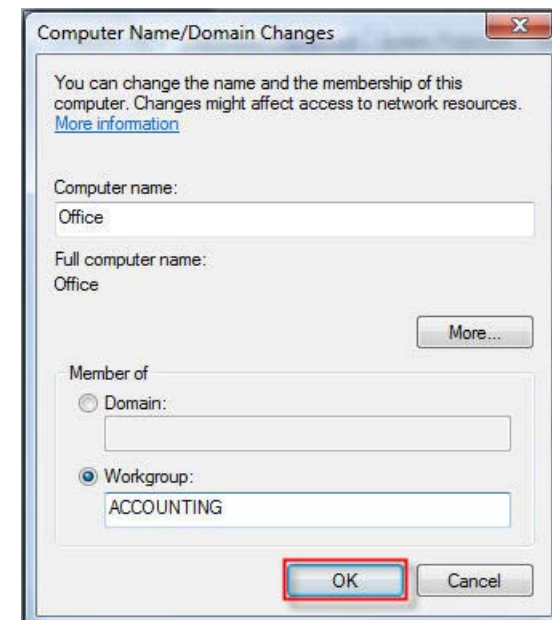 Computer Name/Domain Changes
You can change the name and the membership of this
computer. Changes might affect access to network resources.
More information
Computer name:
Office
Full computer name:
Office
More...
Member of
Domain:
Workgroup:
ACCOUNTING
OK Cancel